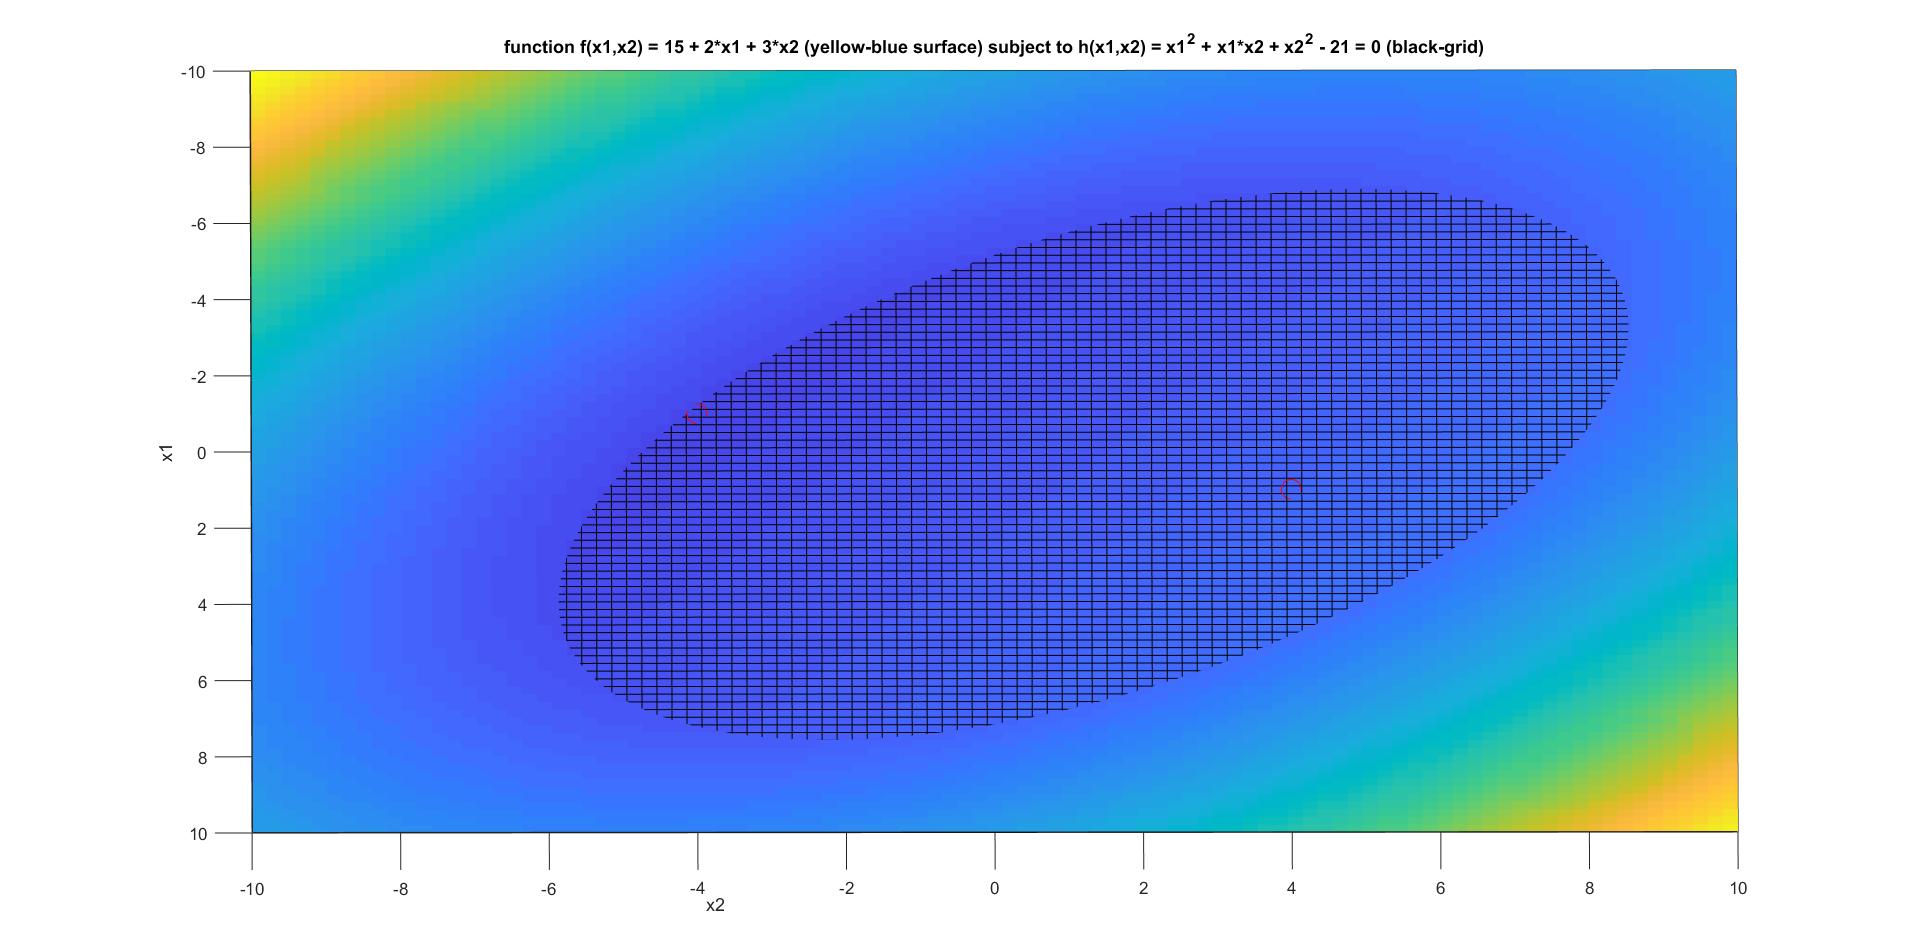 function f(x1,x2) = 15 + 2*x1 + 3*x2 (yellow-blue surface) subject to h(x1,x2) = x1² + x1*x2 + x2² - 21 = 0 (black-grid)
-10
-8
-6
-4
-2
x1
0
2
4
6
8
10
-10 -8 -6 -4 -2 0 2 4 6 8 10
x2